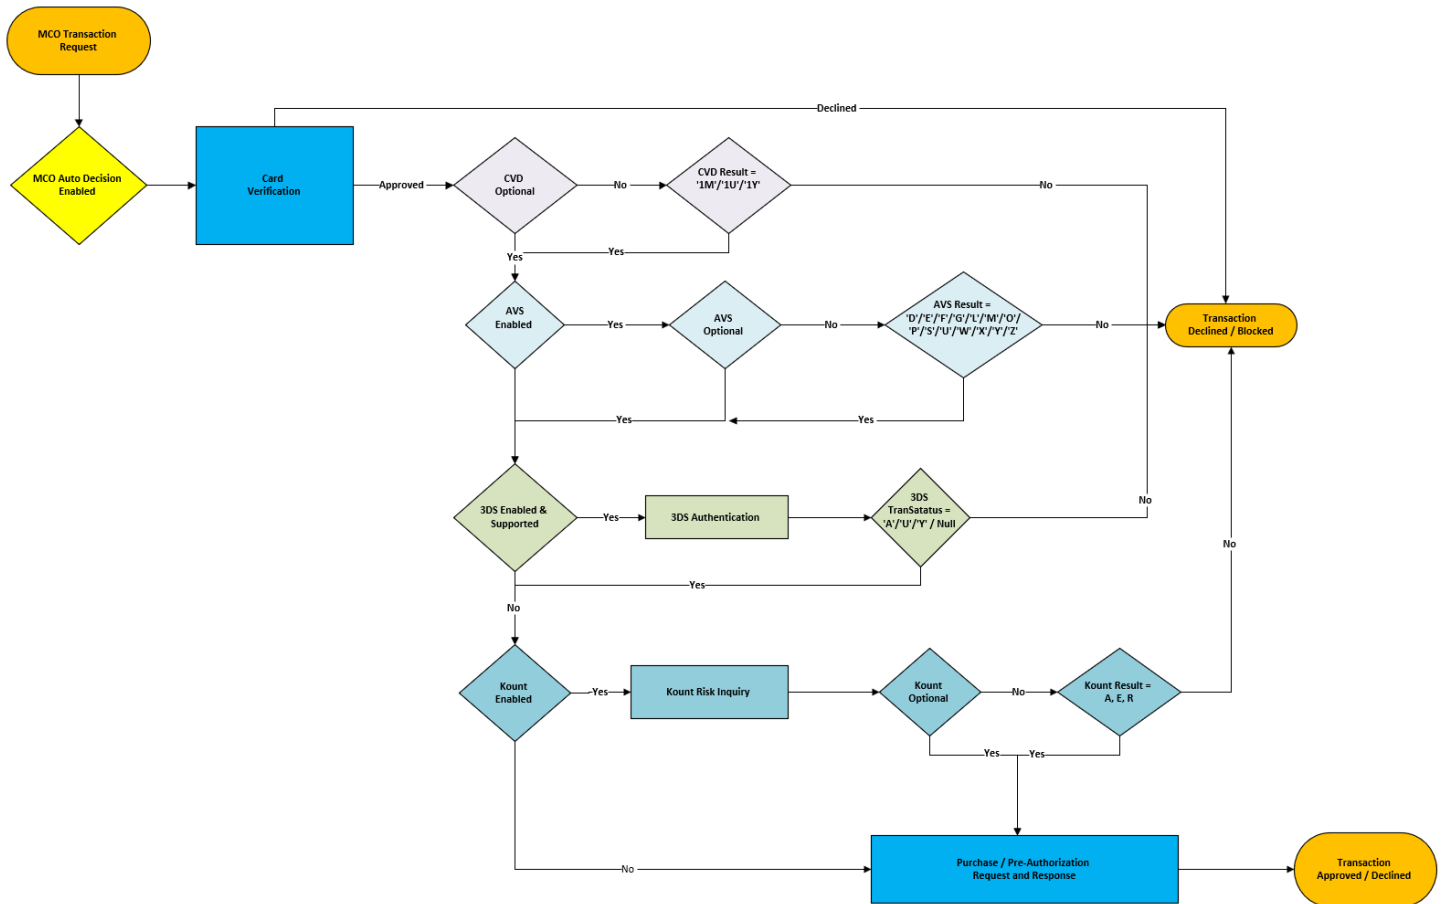 MCO Transaction
Request
Declined
MCO Auto Decision
Enabled
Card
Verification
Approved
CVD
Optional
No
CVD Result =
'1M'/'1U'/'1Y'
No
Yes
Yes
AVS
Enabled
Yes
AVS
Optional
No
AVS Result =
'D'/'E'/'F'/'G'/'L'/'M'/'O'/
'P'/'S'/'U'/'W'/'X'/'Y'/'Z'
No
Transaction
Declined / Blocked
Yes
Yes
3DS Enabled &
Supported
Yes
3DS Authentication
3DS
TranSatatus =
'A'/'U'/'Y' / Null
No
No
Yes
No
Kount
Enabled
Yes
Kount Risk Inquiry
Kount
Optional
No
Kount Result =
A, E, R
Yes
Yes
No
Purchase / Pre-Authorization
Request and Response
Transaction
Approved / Declined